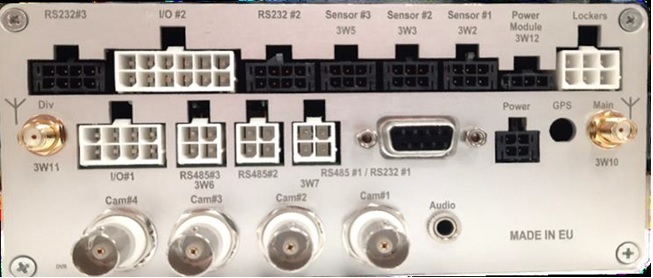 RS232#3
I/O #2
RS232 #2
Sensor #3
3W5
Sensor #2
3W3
Sensor #1
3W2
Power
Module
3W12
Lockers
Div
3W11
I/O#1
RS485#3
3W6
RS485#2
3W7
RS485 #1 / RS232 #1
Power
GPS
Main
3W10
Cam#4
Cam#3
Cam#2
Cam#1
Audio
DVR
MADE IN EU